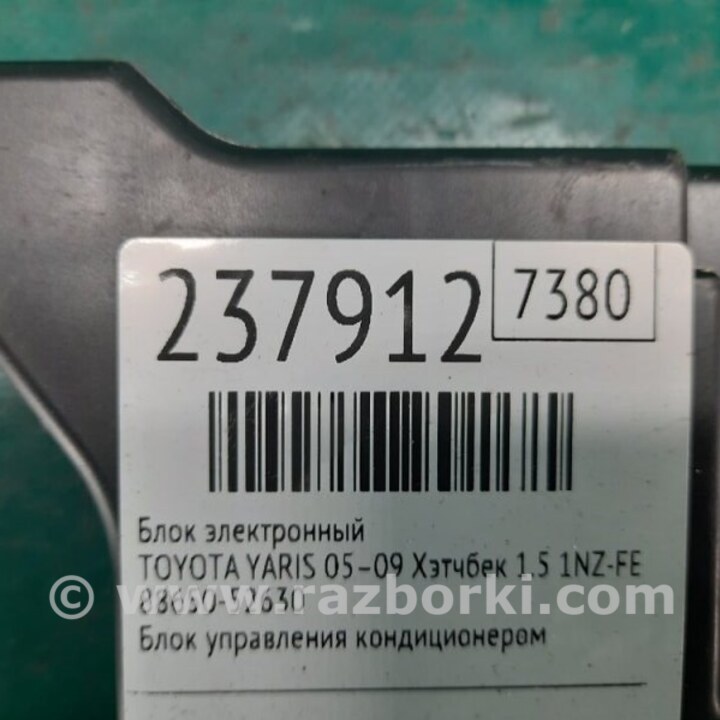 237912
7380
Блок электронный
TOYOTA YARIS 05-09 Хэтчбек 1.5 1NZ-FE
88650-52630
© www.razborki.com
Блок управления кондиционером